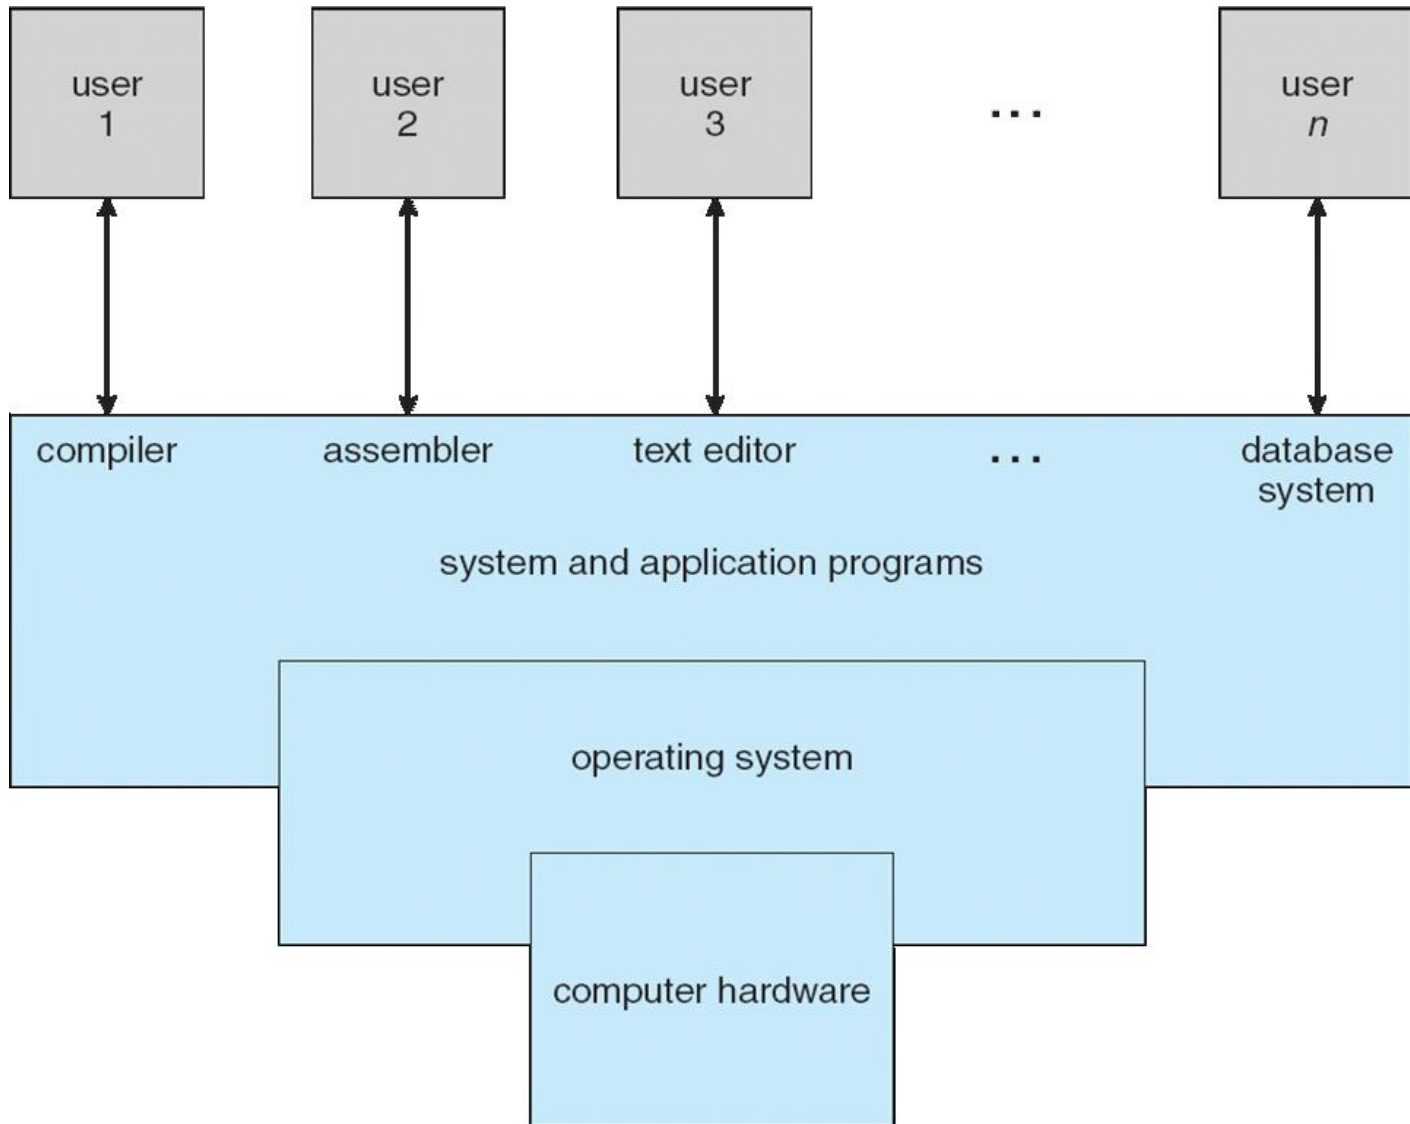 user
1
user
2
user
3
...
user
n
compiler
assembler
text editor
...
database
system
system and application programs
operating system
computer hardware